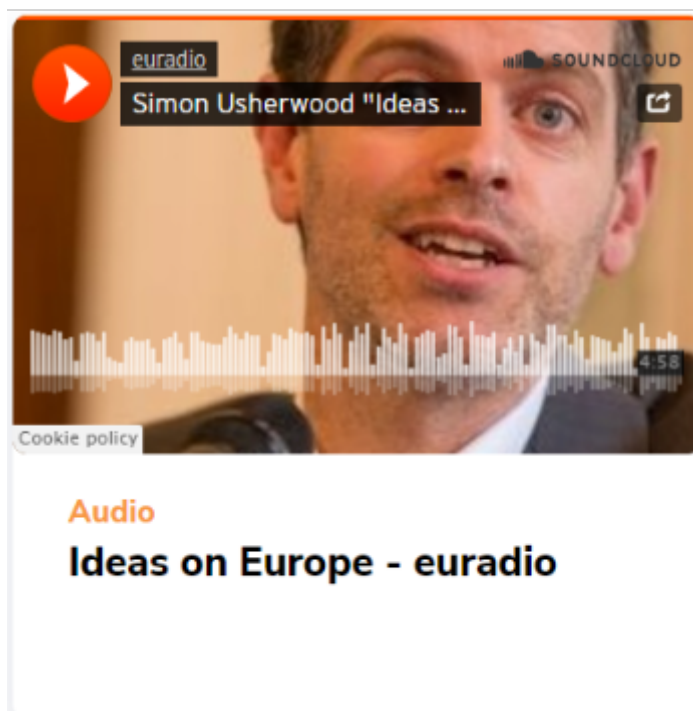 euradio
SOUNDCLOUD
Simon Usherwood "Ideas ...
4:58
Cookie policy
Audio
Ideas on Europe - euradio